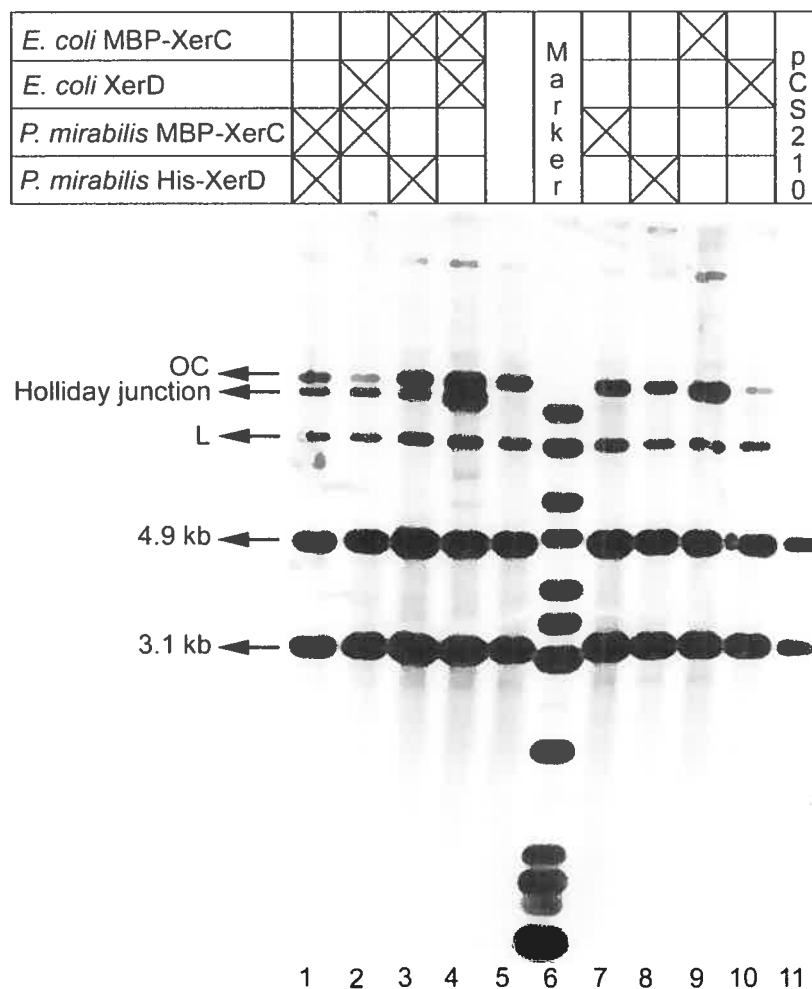 E. coli MBP-XerC
E. coli XerD
P. mirabilis MBP-XerC
P. mirabilis His-XerD
Marker
pCS210
OC
Holliday junction
L
4.9 kb
3.1 kb
1 2 3 4 5 6 7 8 9 10 11